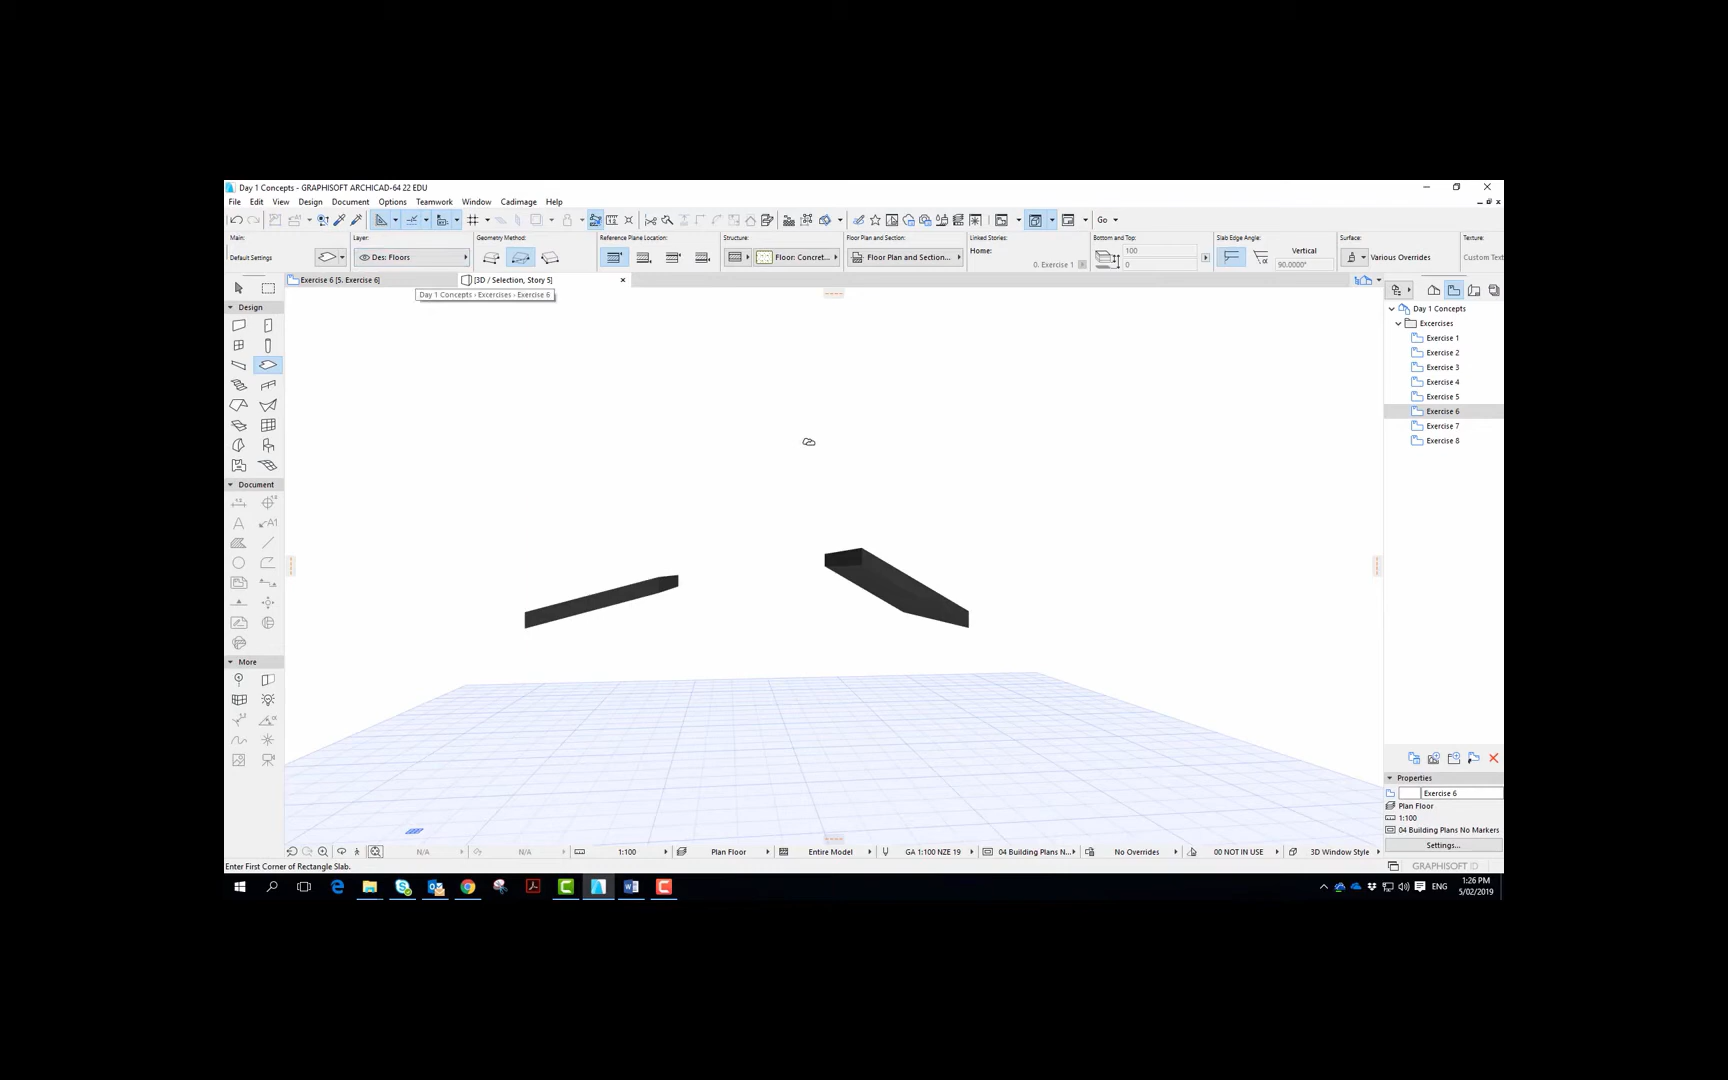 Day 1 Concepts - GRAPHISOFT ARCHICAD-64 22 EDU
File Edit View Design Document Options Teamwork Window Cadimage Help
Go
Main:
Default Settings
Layer:
Des: Floors
Geometry Method:
Reference Plane Location:
Structure:
Floor: Concret...
Floor Plan and Section:
Floor Plan and Section...
Linked Stories:
Home:
0. Exercise 1
Bottom and Top:
100
0
Slab Edge Angle:
Vertical
90.0000°
Surface:
Various Overrides
Texture:
Custom Text
Exercise 6 [5. Exercise 6]
[3D / Selection, Story 5]
Day 1 Concepts - Excercises - Exercise 6
Design
Document
More
Day 1 Concepts
Excercises
Exercise 1
Exercise 2
Exercise 3
Exercise 4
Exercise 5
Exercise 6
Exercise 7
Exercise 8
Properties
Exercise 6
Plan Floor
1:100
04 Building Plans No Markers
Settings...
GRAPHISOFT ID
N/A N/A 1:100 Plan Floor Entire Model GA 1:100 NZE 19 04 Building Plans N... No Overrides 00 NOT IN USE 3D Window Style
Enter First Corner of Rectangle Slab.
ENG
1:26 PM
5/02/2019